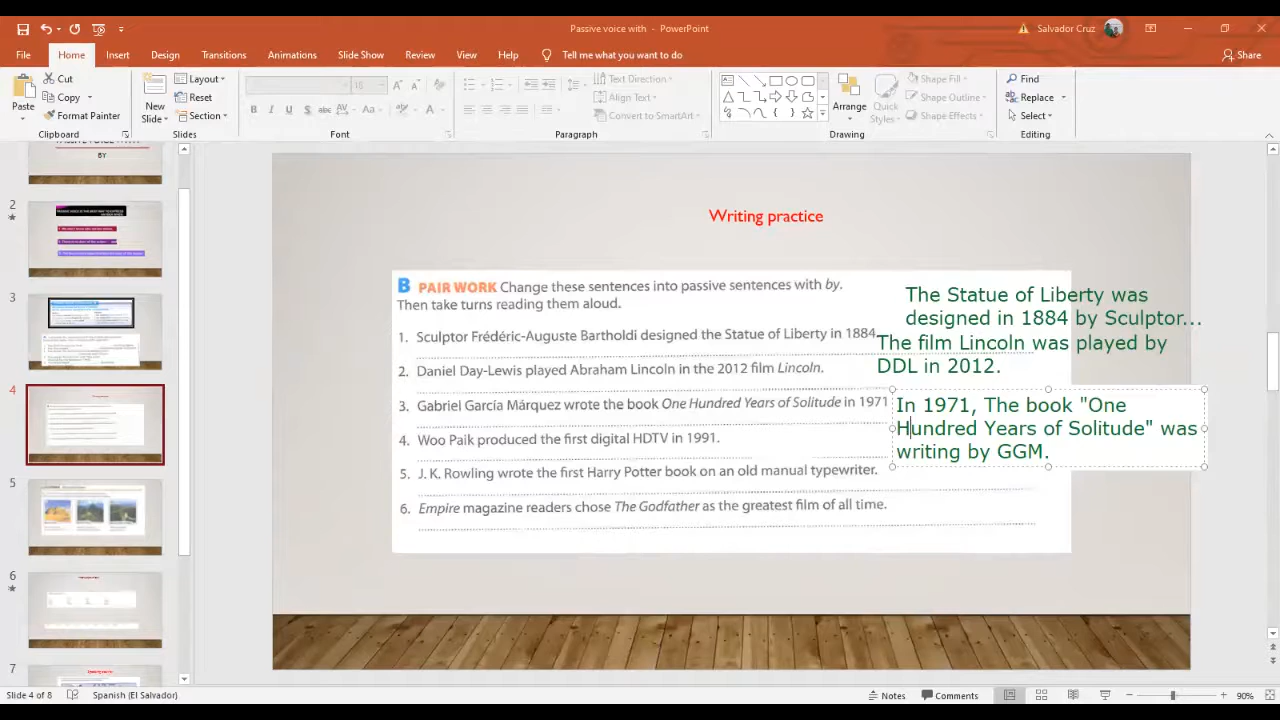 Passive voice with - PowerPoint
Salvador Cruz
File Home Insert Design Transitions Animations Slide Show Review View Help Tell me what you want to do
Share
Paste
Cut
Copy
Format Painter
Clipboard
New
Slide
Layout
Reset
Section
Slides
Font
Text Direction
Align Text
Convert to SmartArt
Paragraph
Arrange
Quick
Styles
Shape Fill
Shape Outline
Shape Effects
Drawing
Find
Replace
Select
Editing
BY
2
3
4
5
6
7
Writing practice
B PAIR WORK Change these sentences into passive sentences with by.
Then take turns reading them aloud.
1. Sculptor Frédéric-Auguste Bartholdi designed the Statue of Liberty in 1884
2. Daniel Day-Lewis played Abraham Lincoln in the 2012 film Lincoln.
3. Gabriel García Márquez wrote the book One Hundred Years of Solitude in 1971
4. Woo Paik produced the first digital HDTV in 1991.
5. J. K. Rowling wrote the first Harry Potter book on an old manual typewriter.
6. Empire magazine readers chose The Godfather as the greatest film of all time.
The Statue of Liberty was
designed in 1884 by Sculptor...
The film Lincoln was played by
DDL in 2012.
In 1971, The book "One
Hundred Years of Solitude" was
writing by GGM.
Slide 4 of 8
Spanish (El Salvador)
Notes
Comments
90%